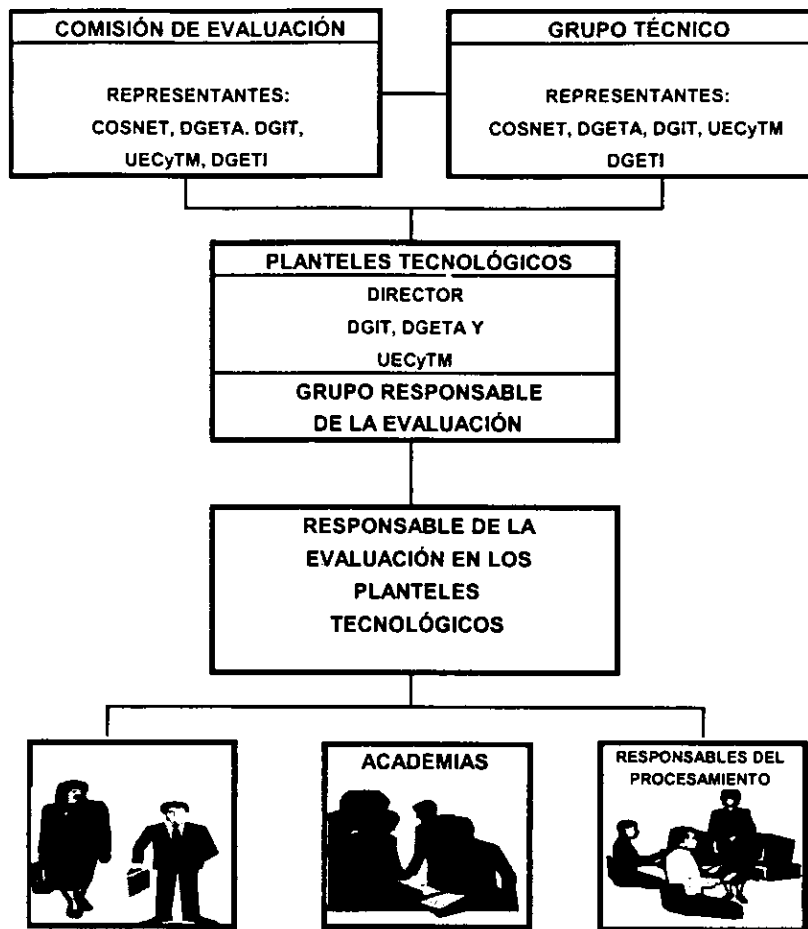 COMISIÓN DE EVALUACIÓN
REPRESENTANTES:
COSNET, DGETA. DGIT,
UECyTM, DGETI
GRUPO TÉCNICO
REPRESENTANTES:
COSNET, DGETA, DGIT, UECyTM
DGETI
PLANTELES TECNOLÓGICOS
DIRECTOR
DGIT, DGETA Y
UECyTM
GRUPO RESPONSABLE
DE LA EVALUACIÓN
RESPONSABLE DE LA
EVALUACIÓN EN LOS
PLANTELES
TECNOLÓGICOS
ACADEMIAS
RESPONSABLES DEL
PROCESAMIENTO